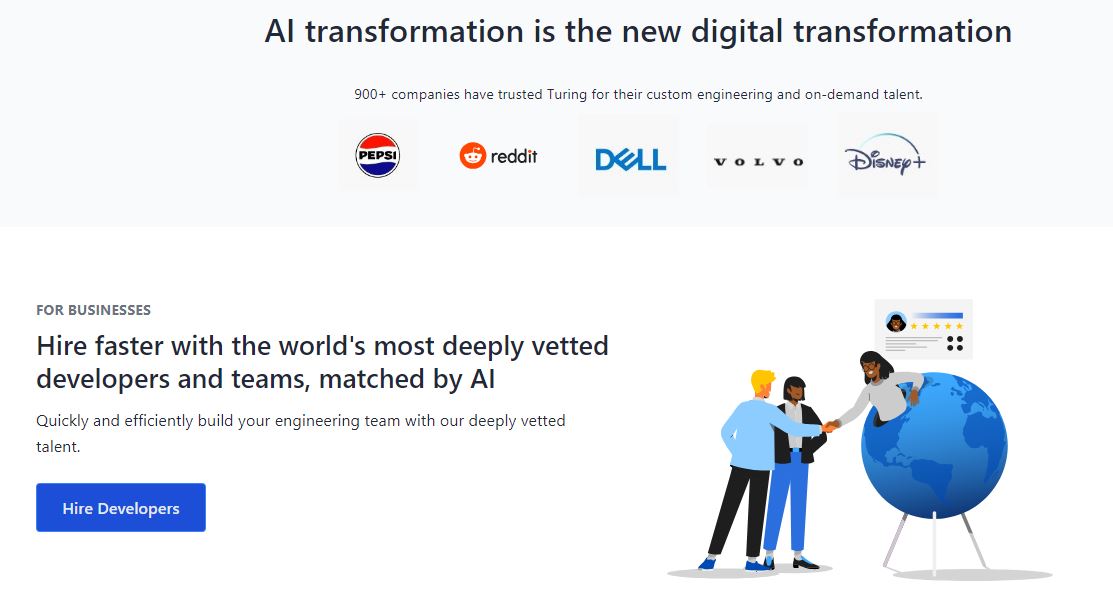 AI transformation is the new digital transformation
900+ companies have trusted Turing for their custom engineering and on-demand talent.
PEPSI reddit DELL VOLVO Disney+
FOR BUSINESSES
Hire faster with the world's most deeply vetted
developers and teams, matched by AI
Quickly and efficiently build your engineering team with our deeply vetted
talent.
Hire Developers